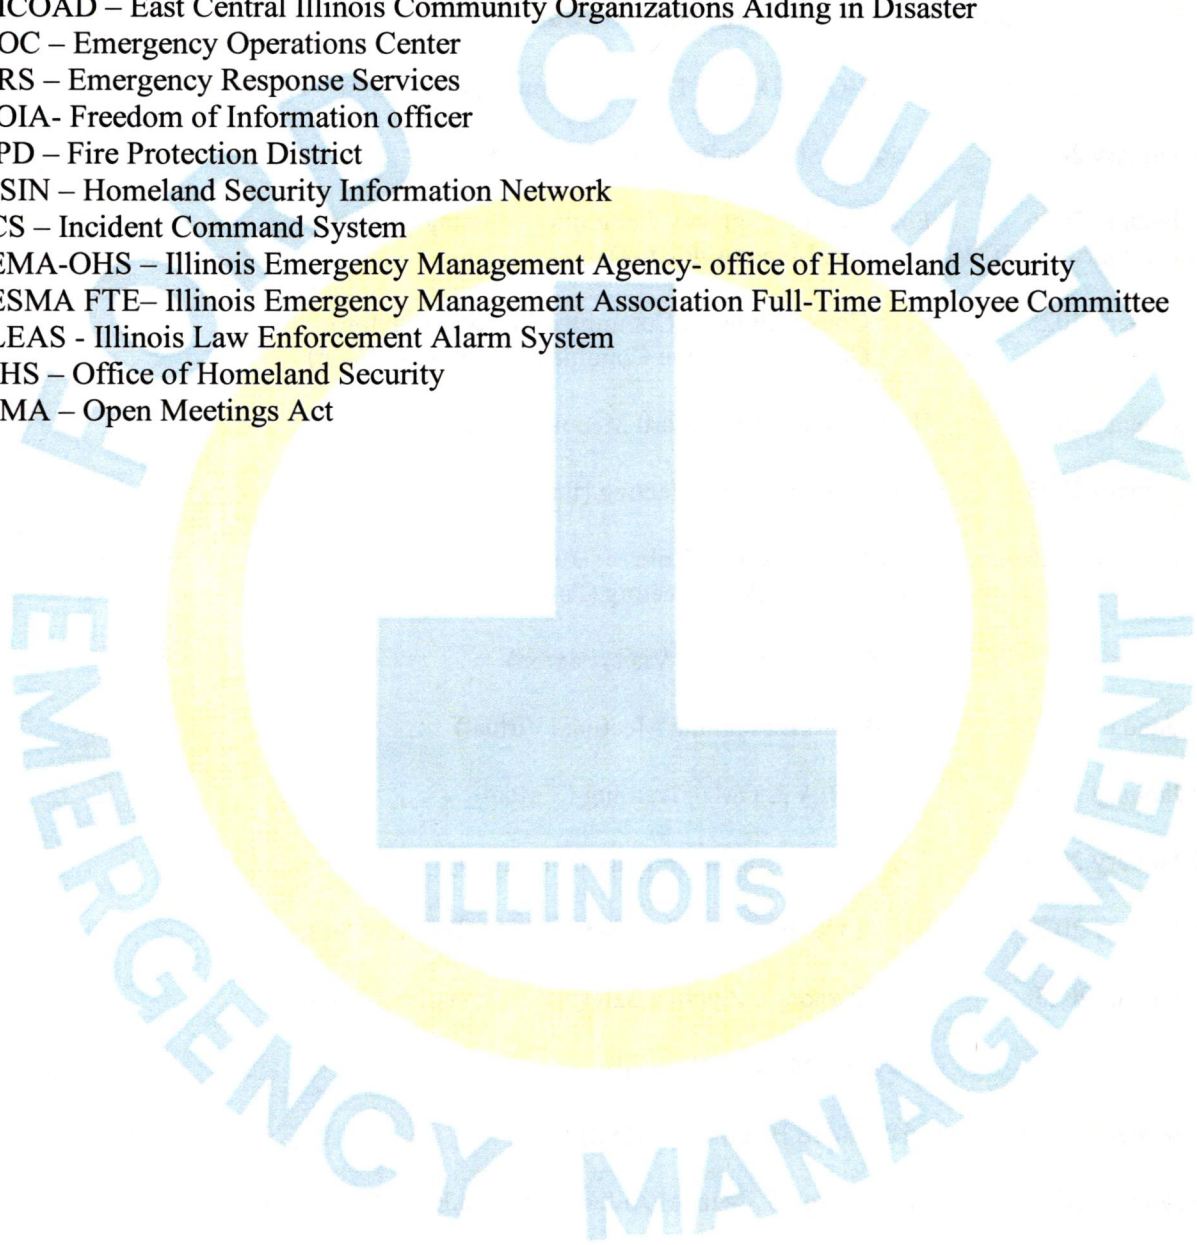 ICOAD – East Central Illinois Community Organizations Aiding in Disaster
OC – Emergency Operations Center
RS – Emergency Response Services
OIA- Freedom of Information officer
PD – Fire Protection District
SIN – Homeland Security Information Network
CS – Incident Command System
EMA-OHS – Illinois Emergency Management Agency- office of Homeland Security
ESMA FTE– Illinois Emergency Management Association Full-Time Employee Committee
LEAS - Illinois Law Enforcement Alarm System
HS – Office of Homeland Security
MA – Open Meetings Act
FORD COUNTY
ILLINOIS
EMERGENCY MANAGEMENT